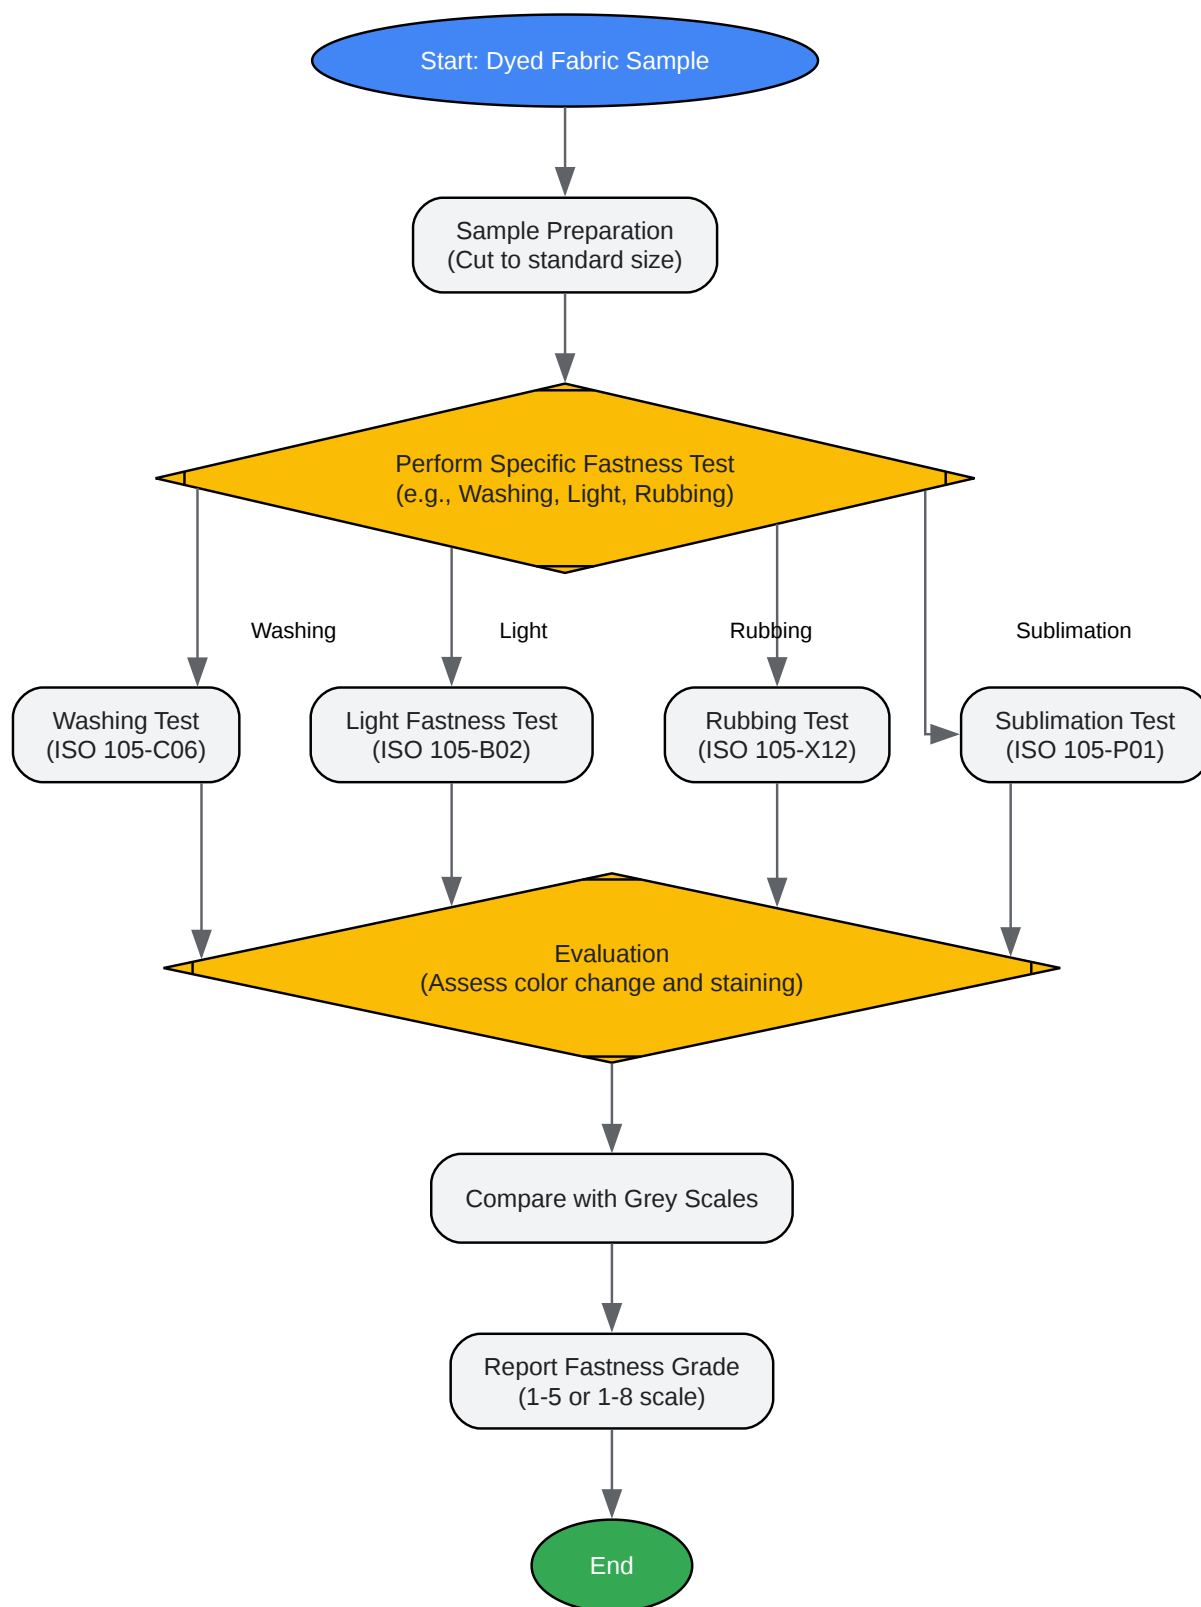 Start: Dyed Fabric Sample
Sample Preparation
(Cut to standard size)
Perform Specific Fastness Test
(e.g., Washing, Light, Rubbing)
Washing
Light
Rubbing
Sublimation
Washing Test
(ISO 105-C06)
Light Fastness Test
(ISO 105-B02)
Rubbing Test
(ISO 105-X12)
Sublimation Test
(ISO 105-P01)
Evaluation
(Assess color change and staining)
Compare with Grey Scales
Report Fastness Grade
(1-5 or 1-8 scale)
End